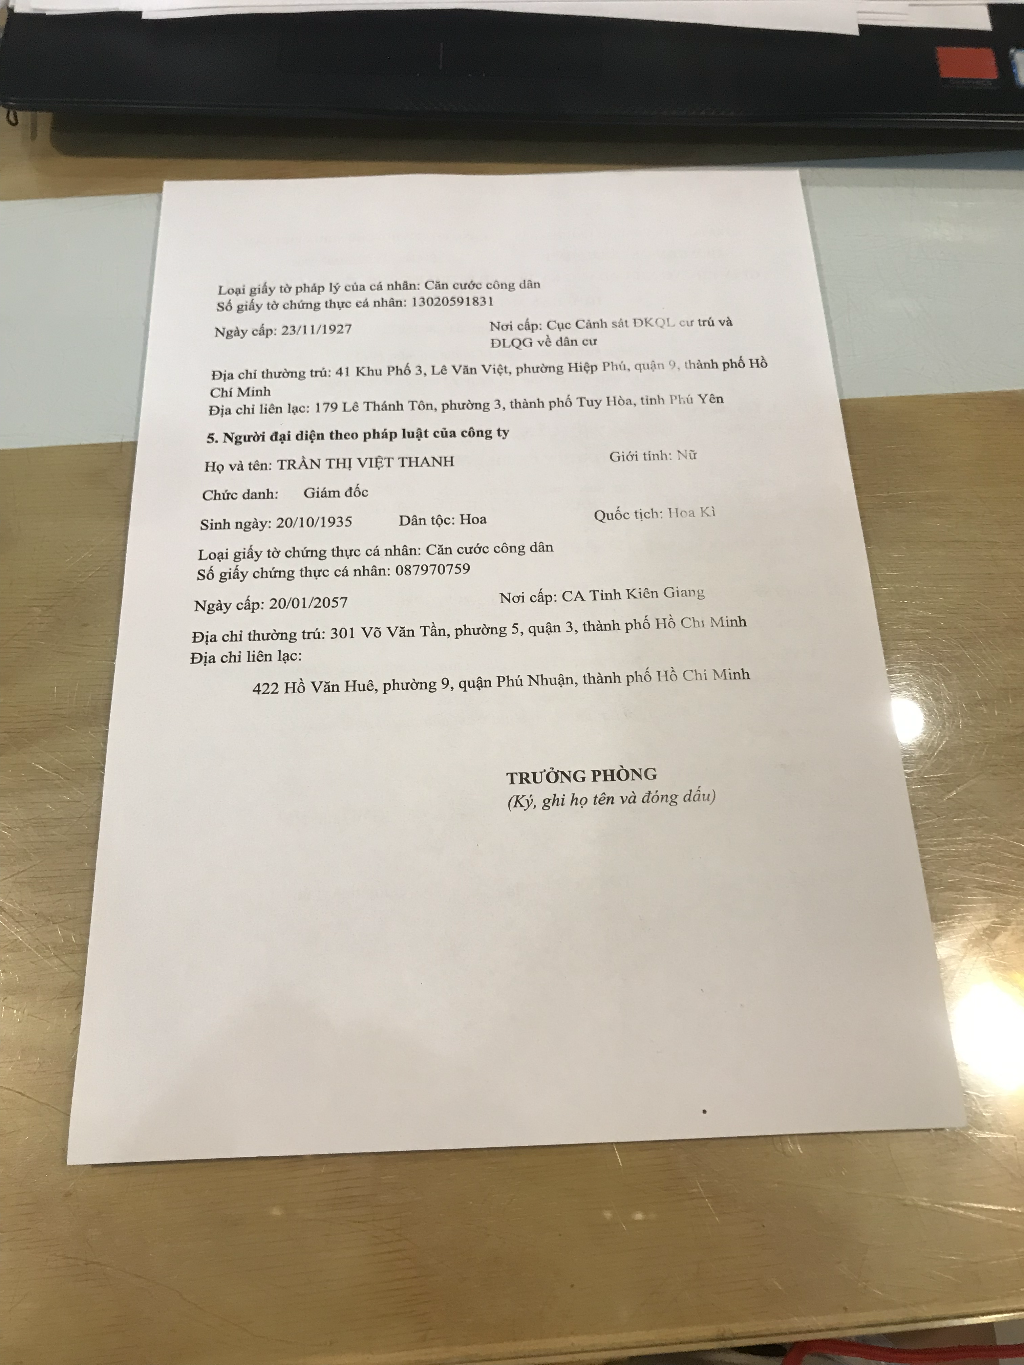 Loại giấy tờ pháp lý của cá nhân: Căn cước công dân
Số giấy tờ chứng thực cá nhân: 13020591831
Ngày cấp: 23/11/1927 Nơi cấp: Cục Cảnh sát ĐKQL cư trú và
ĐLQG về dân cư
Địa chỉ thường trú: 41 Khu Phố 3, Lê Văn Việt, phường Hiệp Phú, quận 9, thành phố Hồ
Chí Minh
Địa chỉ liên lạc: 179 Lê Thánh Tôn, phường 3, thành phố Tuy Hòa, tỉnh Phú Yên
5. Người đại diện theo pháp luật của công ty
Họ và tên: TRẦN THỊ VIỆT THANH Giới tính: Nữ
Chức danh: Giám đốc
Sinh ngày: 20/10/1935 Dân tộc: Hoa Quốc tịch: Hoa Kì
Loại giấy tờ chứng thực cá nhân: Căn cước công dân
Số giấy chứng thực cá nhân: 087970759
Ngày cấp: 20/01/2057 Nơi cấp: CA Tỉnh Kiên Giang
Địa chỉ thường trú: 301 Võ Văn Tần, phường 5, quận 3, thành phố Hồ Chí Minh
Địa chỉ liên lạc:
422 Hồ Văn Huê, phường 9, quận Phú Nhuận, thành phố Hồ Chí Minh
TRƯỞNG PHÒNG
(Ký, ghi họ tên và đóng dấu)